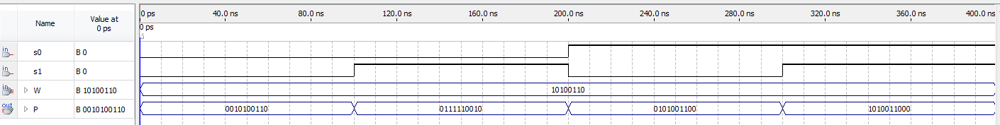 Name
Value at
0 ps
0 ps 40.0 ns 80.0 ns 120.0 ns 160.0 ns 200.0 ns 240.0 ns 280.0 ns 320.0 ns 360.0 ns 400.0 ns
0 ps
in s0 B 0
in s1 B 0
in W B 10100110 10100110
out P B 0010100110 0010100110 0111110010 0101001100 1010011000